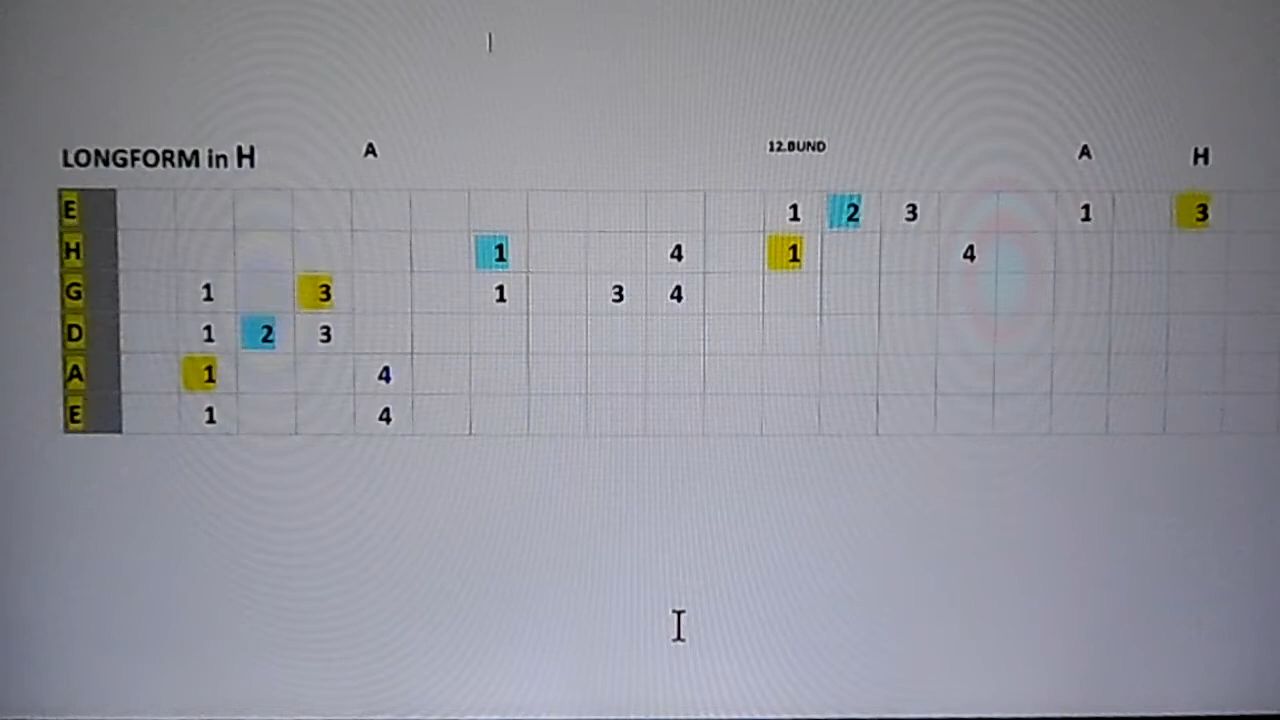 A 12.BUND A H
LONGFORM in H
E 1 2 3 1 3
H 1 4 1 4
G 1 3 1 3 4
D 1 2 3
A 1 4
E 1 4